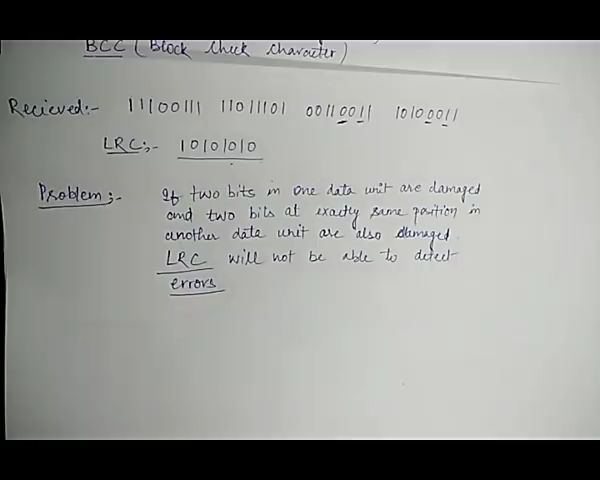 BCC (Block Check Character)
Recieved:- 11100111 11011101 00110011 10100011
LRC:- 10101010
Problem:- If two bits in one data unit are damaged
and two bits at exactly same position in
another data unit are also damaged.
LRC will not be able to detect
errors